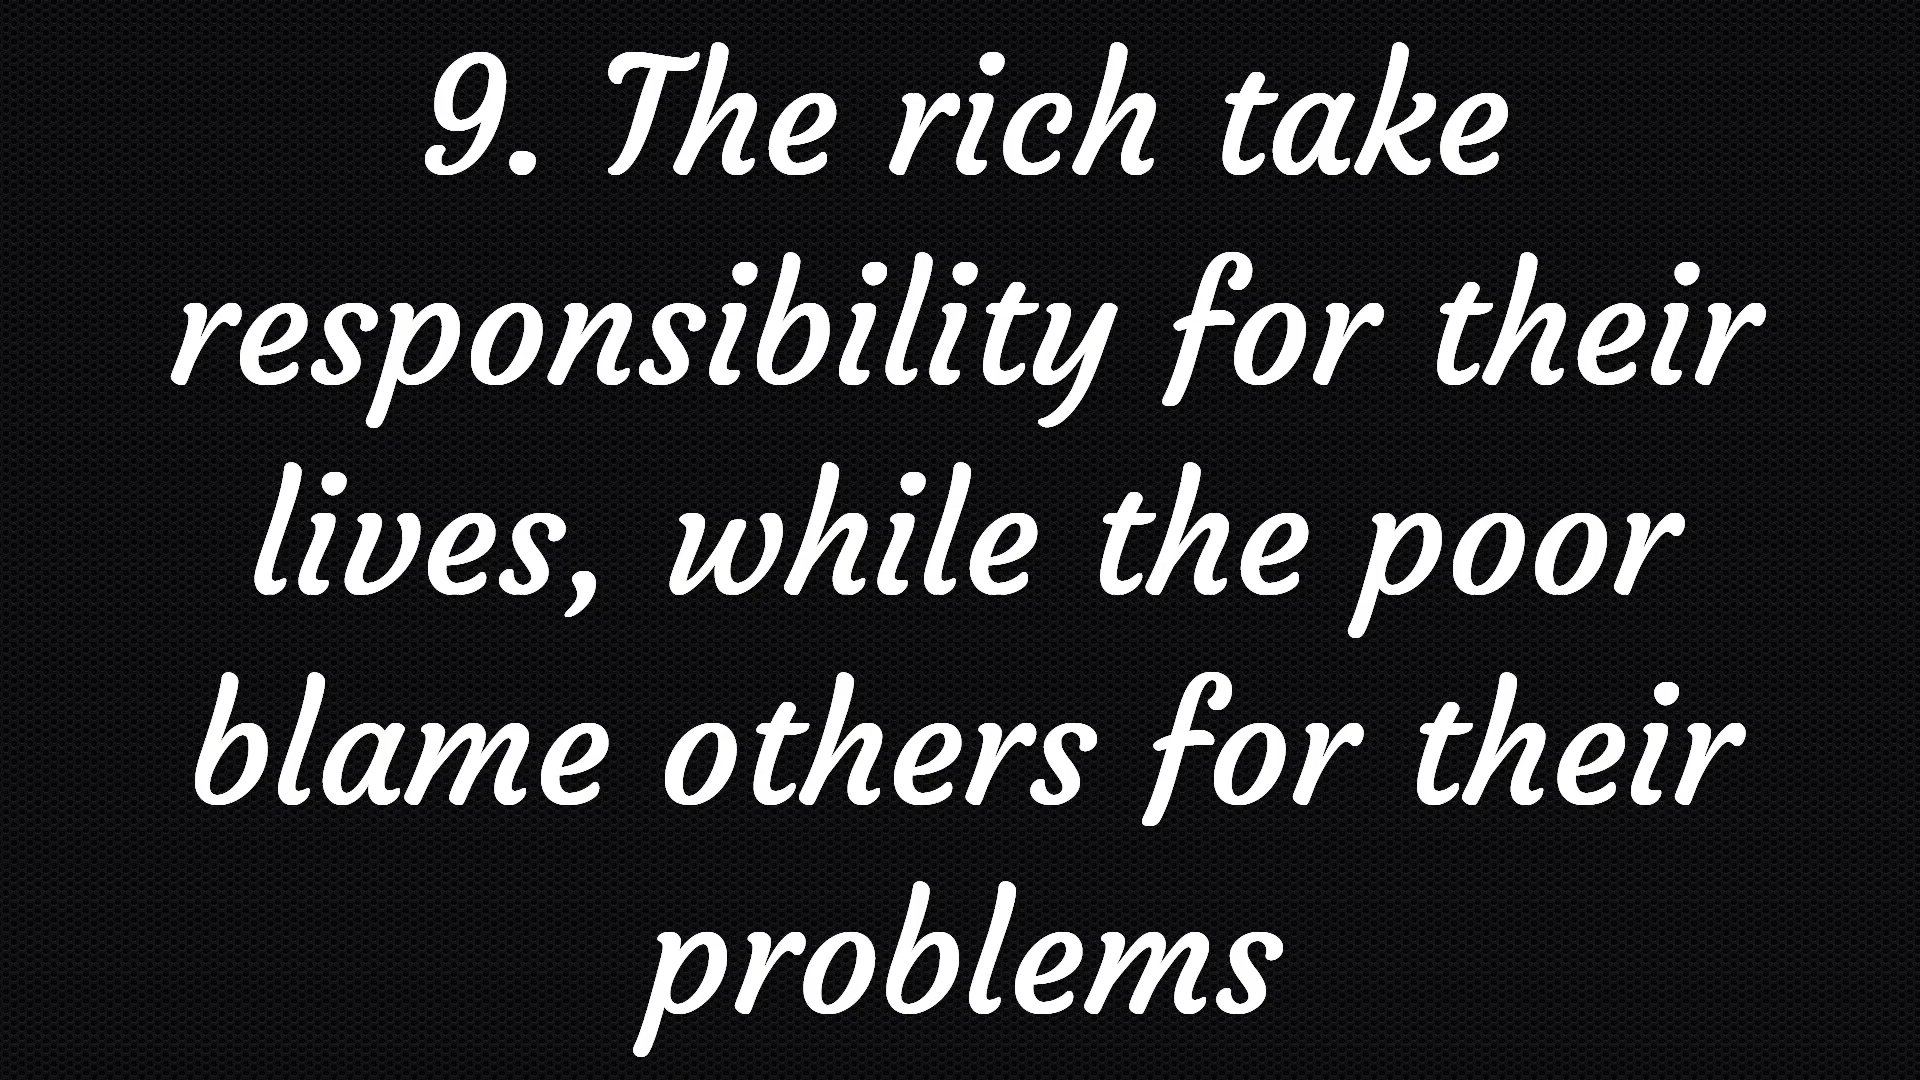 9. The rich take
responsibility for their
lives, while the poor
blame others for their
problems